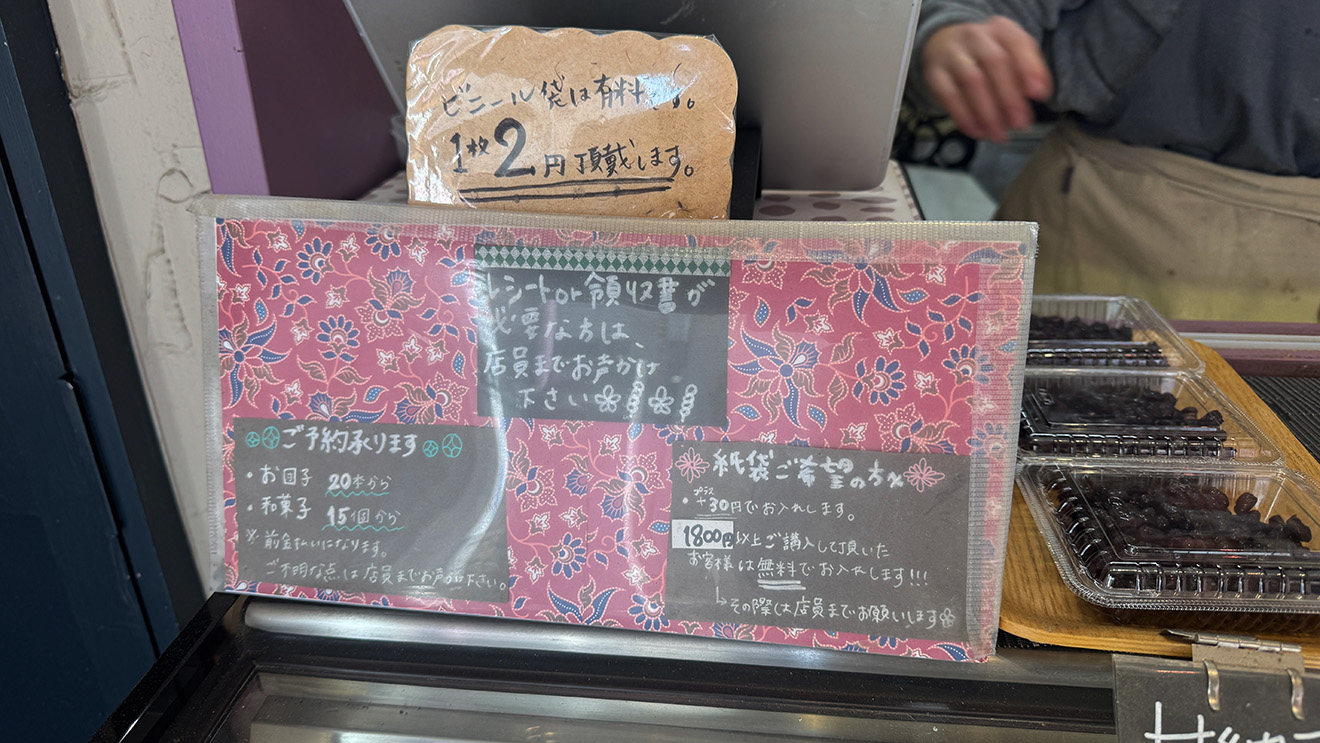 ビニール袋は有料です。
1枚2円頂戴します。
レシートor領収書が
必要な方は、
店員までお声がけ
下さい
ご予約承ります
・お団子 20本から
・和菓子 15個から
※前金払いになります。
ご不明な点は店員までお声かけ下さい。
紙袋ご希望の方へ
プラス
・+30円でお入れします。
1800円以上ご講入して頂いた
お客様は無料でお入れします!!!
↳その際は店員までお願いします